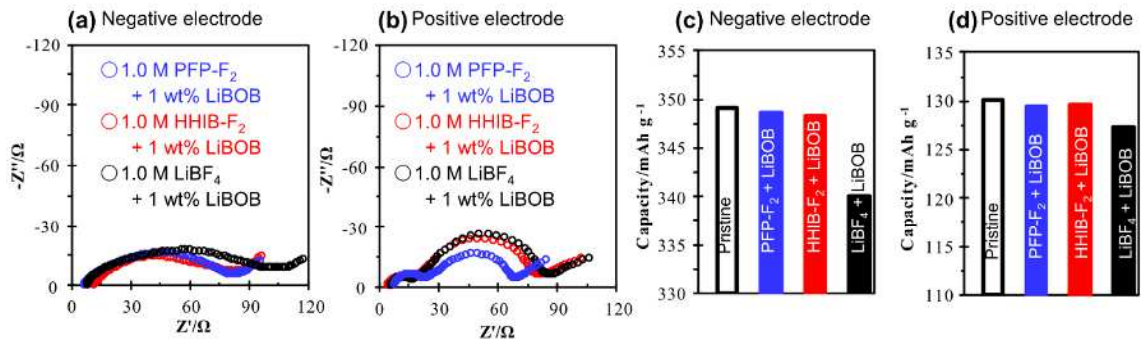 (a) Negative electrode
-120
-90
-60
-30
0
-Z''/Ω
○1.0 M PFP-F₂
+ 1 wt% LiBOB
○1.0 M HHIB-F₂
+ 1 wt% LiBOB
○1.0 M LiBF₄
+ 1 wt% LiBOB
0 30 60 90 120
Z'/Ω
(b) Positive electrode
-120
-90
-60
-30
0
-Z''/Ω
○1.0 M PFP-F₂
+ 1 wt% LiBOB
○1.0 M HHIB-F₂
+ 1 wt% LiBOB
○1.0 M LiBF₄
+ 1 wt% LiBOB
0 30 60 90 120
Z'/Ω
(c) Negative electrode
355
350
345
340
335
330
Capacity/mAh g⁻¹
Pristine
PFP-F₂ + LiBOB
HHIB-F₂ + LiBOB
LiBF₄ + LiBOB
(d) Positive electrode
135
130
125
120
115
110
Capacity/mAh g⁻¹
Pristine
PFP-F₂ + LiBOB
HHIB-F₂ + LiBOB
LiBF₄ + LiBOB